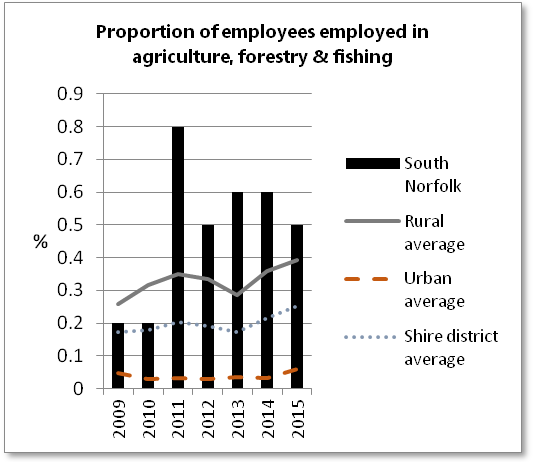 Proportion of employees employed in
agriculture, forestry & fishing
0.9
0.8
0.7
0.6
0.5
0.4
0.3
0.2
0.1
0
%
2009
2010
2011
2012
2013
2014
2015
South
Norfolk
Rural
average
Urban
average
Shire district
average